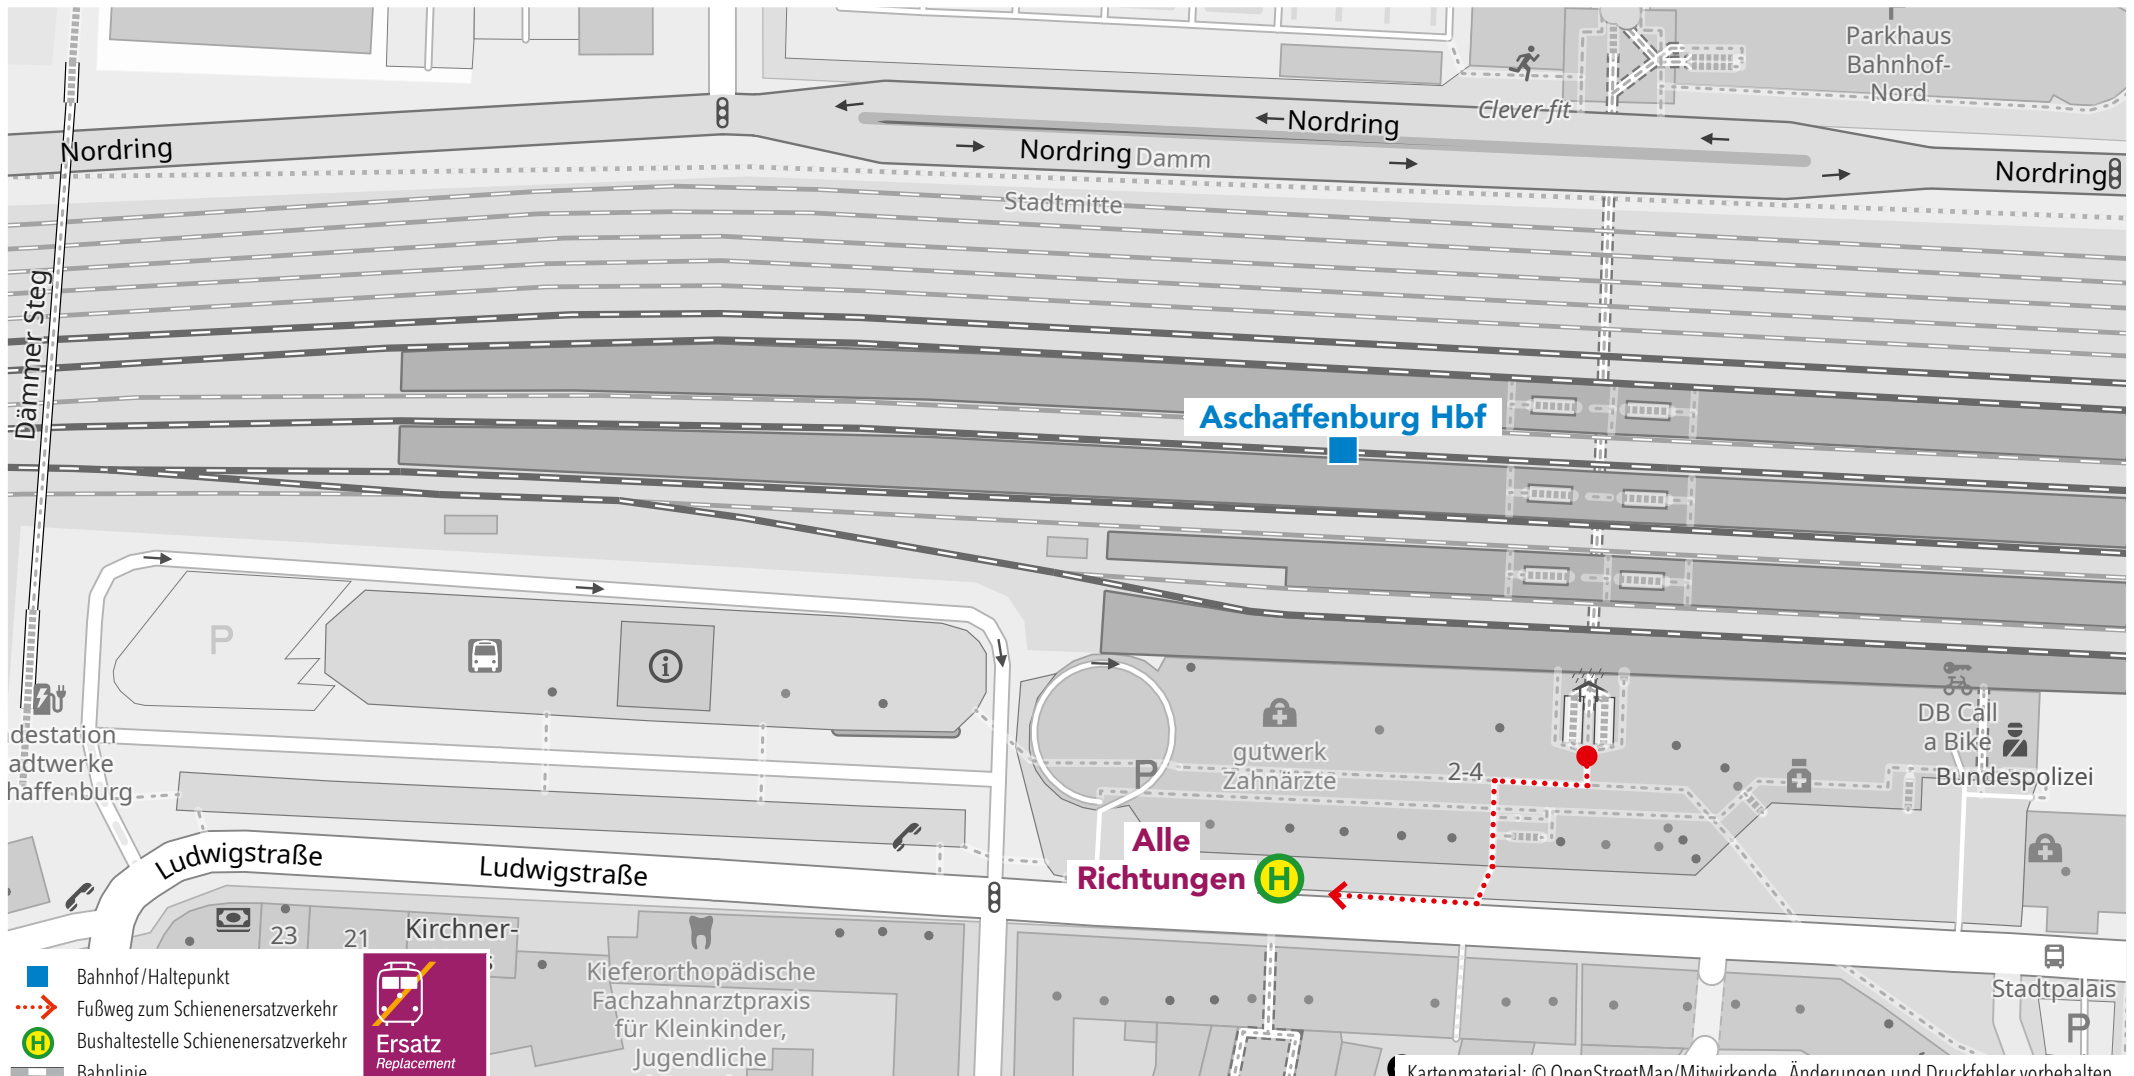 Parkhaus
Bahnhof-
Nord
Clever-fit
Nordring
Nordring
Nordring
Damm
Nordring
Stadtmitte
Dämmer Steg
Aschaffenburg Hbf
P
i
DB Call
a Bike
Bundespolizei
gutwerk
Zahnärzte
2-4
P
destation
adtwerke
haffenburg
Alle
Richtungen
H
Ludwigstraße
Ludwigstraße
23
21
Kirchner-
Kieferorthopädische
Fachzahnarztpraxis
für Kleinkinder,
Jugendliche
Stadtpalais
P
Bahnhof/Haltepunkt
Fußweg zum Schienenersatzverkehr
H
Bushaltestelle Schienenersatzverkehr
Bahnlinie
Ersatz
Replacement
Kartenmaterial: © OpenStreetMap/Mitwirkende, Änderungen und Druckfehler vorbehalten